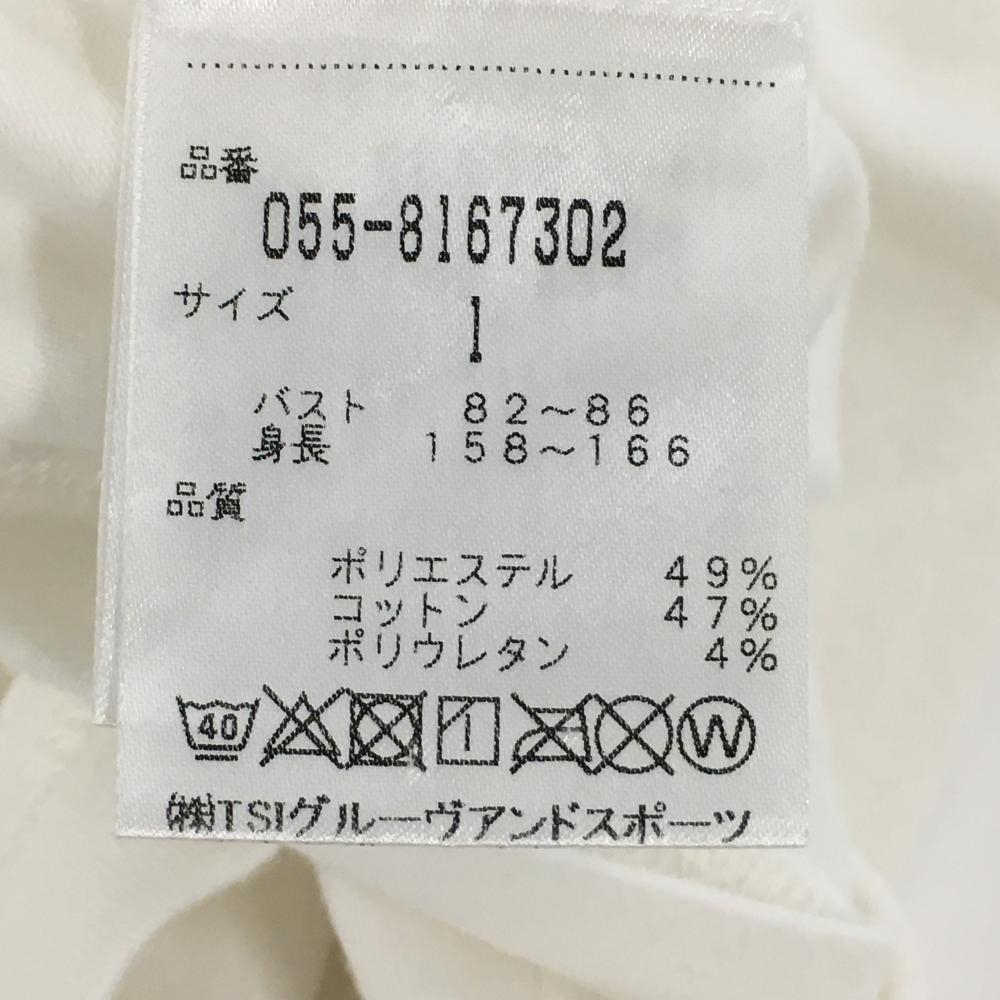 品番
055-8167302
サイズ
1
バスト 82～86
身長 158～166
品質
ポリエステル 49%
コットン 47%
ポリウレタン 4%
40 W
㈱TSIグルーヴアンドスポーツ